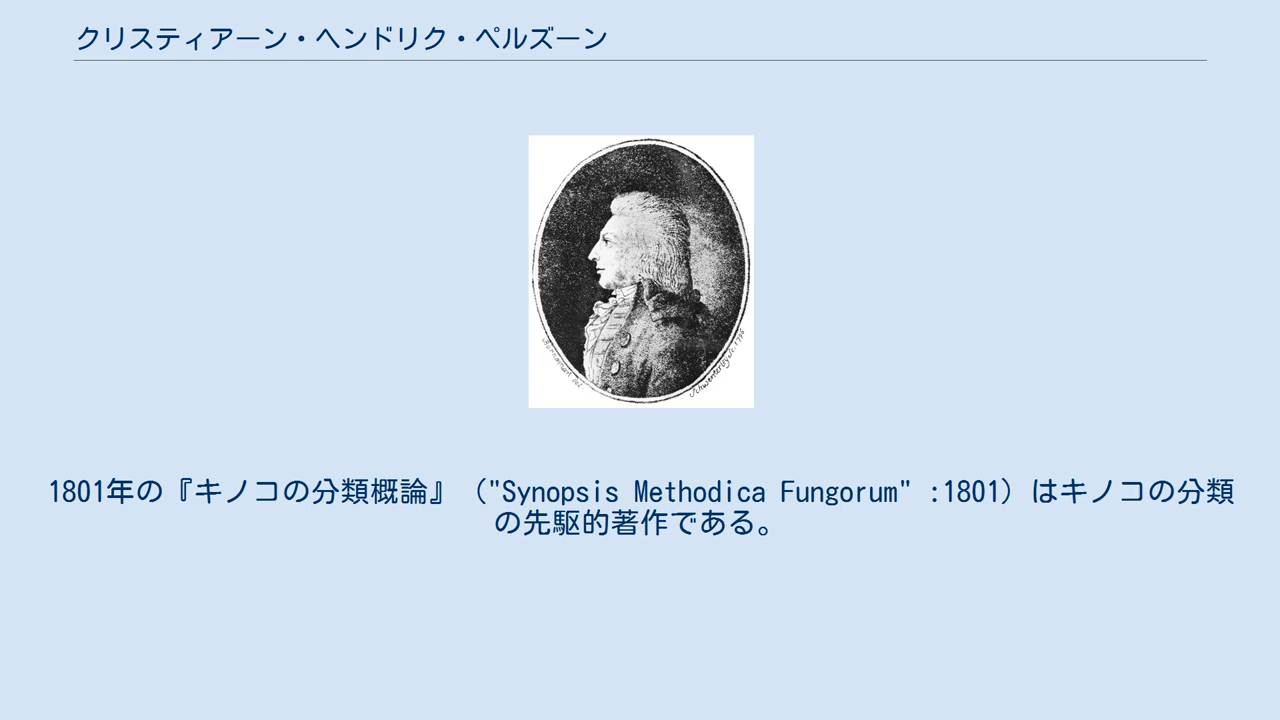 クリスティアーン・ヘンドリク・ペルズーン
1801年の『キノコの分類概論』（"Synopsis Methodica Fungorum" :1801）はキノコの分類
の先駆的著作である。